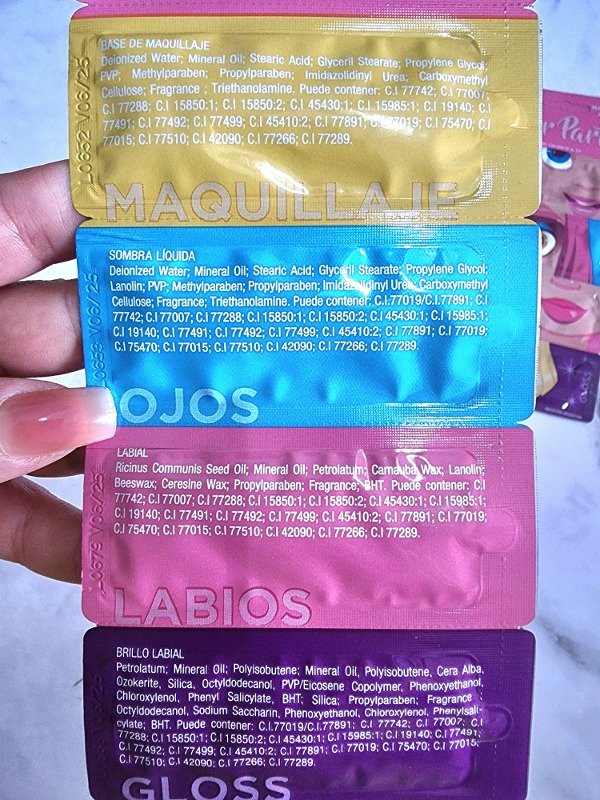 BASE DE MAQUILLAJE
Deionized Water; Mineral Oil; Stearic Acid; Glyceril Stearate; Propylene Glycol;
PVP; Methylparaben; Propylparaben; Imidazolidinyl Urea; Carboxymethyl
Cellulose; Fragrance ; Triethanolamine. Puede contener: C.I 77742; C.I 77007;
C.I 77288; C.I 15850:1; C.I 15850:2; C.I 45430:1; C.I 15985:1; C.I 19140; C.I
77491; C.I 77492; C.I 77499; C.I 45410:2; C.I 77891; C.I 77019; C.I 75470; C.I
77015; C.I 77510; C.I 42090; C.I 77266; C.I 77289.
L0652 V06/25
MAQUILLAJE
SOMBRA LÍQUIDA
Deionized Water; Mineral Oil; Stearic Acid; Glyceril Stearate; Propylene Glycol;
Lanolin; PVP; Methylparaben; Propylparaben; Imidazolidinyl Urea; Carboxymethyl
Cellulose; Fragrance; Triethanolamine. Puede contener: C.I.77019/C.I.77891; C.I
77742; C.I 77007; C.I 77288; C.I 15850:1; C.I 15850:2; C.I 45430:1; C.I 15985:1;
C.I 19140; C.I 77491; C.I 77492; C.I 77499; C.I 45410:2; C.I 77891; C.I 77019;
C.I 75470; C.I 77015; C.I 77510; C.I 42090; C.I 77266; C.I 77289.
L0653 V06/25
OJOS
LABIAL
Ricinus Communis Seed Oil; Mineral Oil; Petrolatum; Carnauba Wax; Lanolin;
Beeswax; Ceresine Wax; Propylparaben; Fragrance; BHT. Puede contener: C.I
77742; C.I 77007; C.I 77288; C.I 15850:1; C.I 15850:2; C.I 45430:1; C.I 15985:1;
C.I 19140; C.I 77491; C.I 77492; C.I 77499; C.I 45410:2; C.I 77891; C.I 77019;
C.I 75470; C.I 77015; C.I 77510; C.I 42090; C.I 77266; C.I 77289.
L0679 V06/25
LABIOS
BRILLO LABIAL
Petrolatum; Mineral Oil; Polyisobutene; Mineral Oil, Polyisobutene, Cera Alba,
Ozokerite, Silica, Octyldodecanol, PVP/Eicosene Copolymer, Phenoxyethanol,
Chloroxylenol, Phenyl Salicylate, BHT; Silica; Propylparaben; Fragrance ;
Octyldodecanol, Sodium Saccharin, Phenoxyethanol, Chloroxylenol, Phenylsali-
cylate; BHT. Puede contener: C.I.77019/C.I.77891; C.I 77742; C.I 77007; C.I
77288; C.I 15850:1; C.I 15850:2; C.I 45430:1; C.I 15985:1; C.I 19140; C.I 77491;
C.I 77492; C.I 77499; C.I 45410:2; C.I 77891; C.I 77019; C.I 75470; C.I 77015;
C.I 77510; C.I 42090; C.I 77266; C.I 77289.
GLOSS